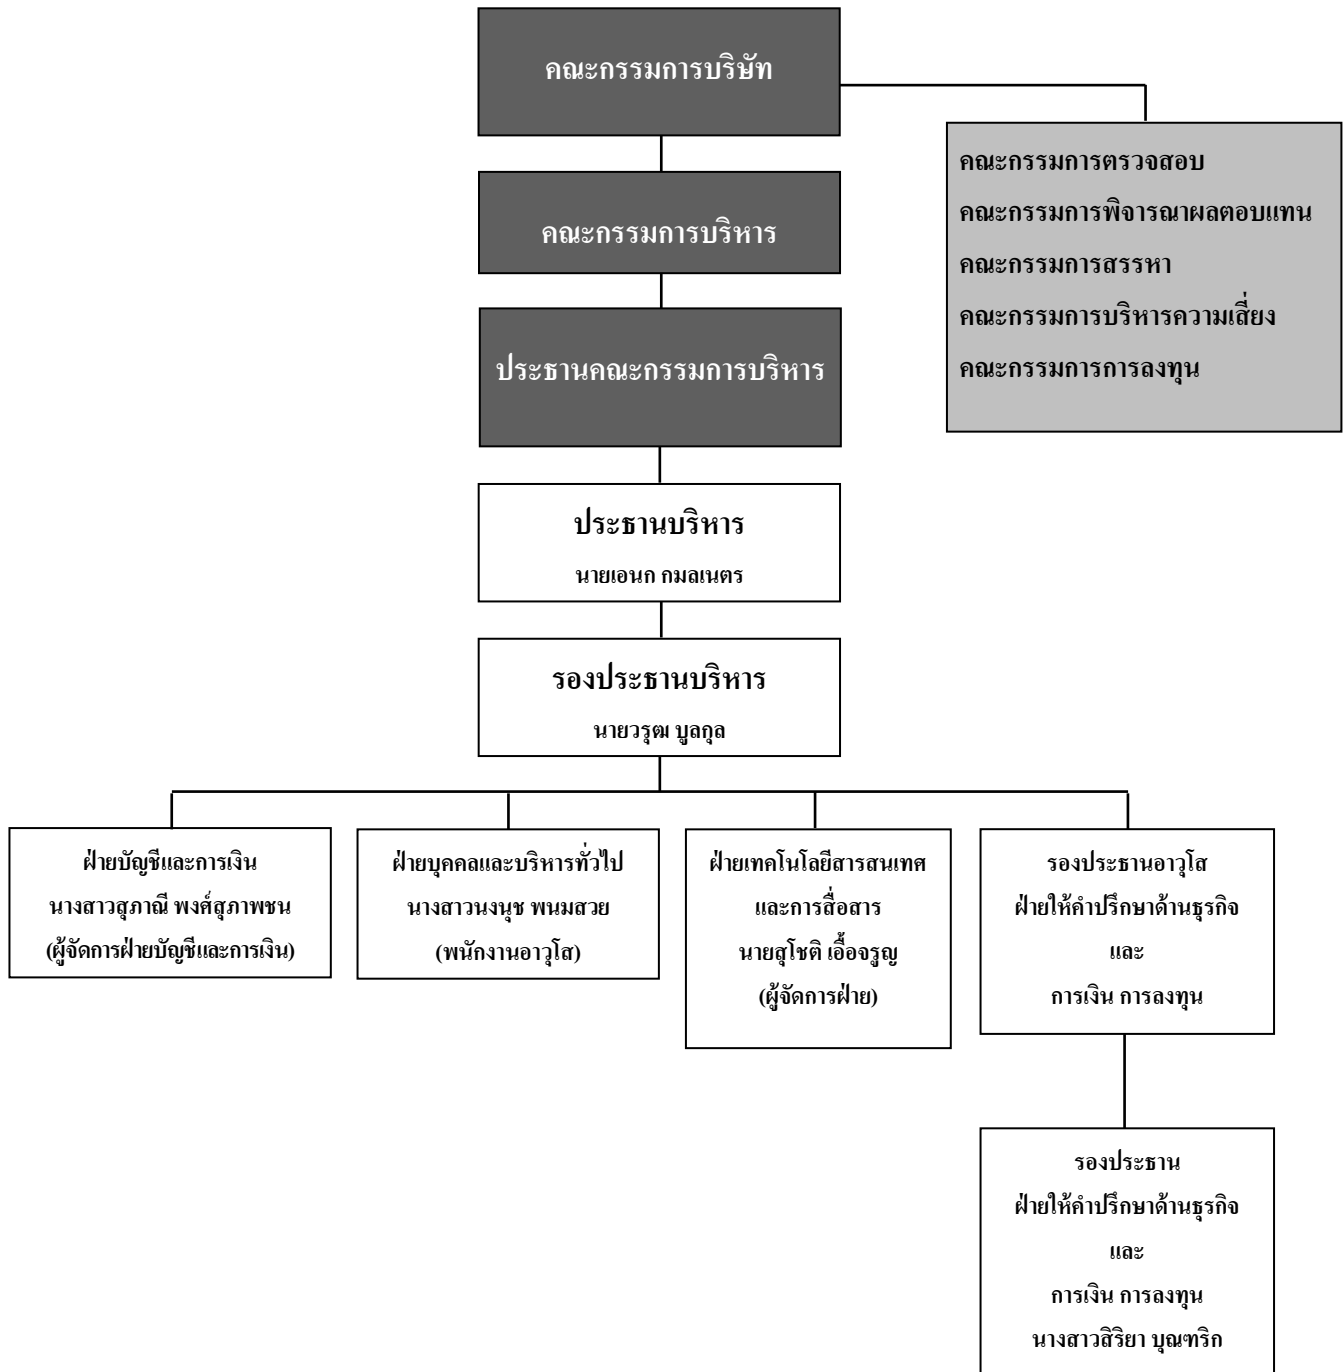 คณะกรรมการบริษัท
คณะกรรมการตรวจสอบ
คณะกรรมการพิจารณาผลตอบแทน
คณะกรรมการสรรหา
คณะกรรมการบริหารความเสี่ยง
คณะกรรมการการลงทุน
คณะกรรมการบริหาร
ประธานคณะกรรมการบริหาร
ประธานบริหาร
นายเอนก กมลเนตร
รองประธานบริหาร
นายวรุฒ บูลกุล
ฝ่ายบัญชีและการเงิน
นางสาวสุภาณี พงศ์สุภาพชน
(ผู้จัดการฝ่ายบัญชีและการเงิน)
ฝ่ายบุคคลและบริหารทั่วไป
นางสาวนงนุช พนมสวย
(พนักงานอาวุโส)
ฝ่ายเทคโนโลยีสารสนเทศ
และการสื่อสาร
นายสุโชติ เอื้อจรูญ
(ผู้จัดการฝ่าย)
รองประธานอาวุโส
ฝ่ายให้คำปรึกษาด้านธุรกิจ
และ
การเงิน การลงทุน
รองประธาน
ฝ่ายให้คำปรึกษาด้านธุรกิจ
และ
การเงิน การลงทุน
นางสาวสิริยา บุณฑริก